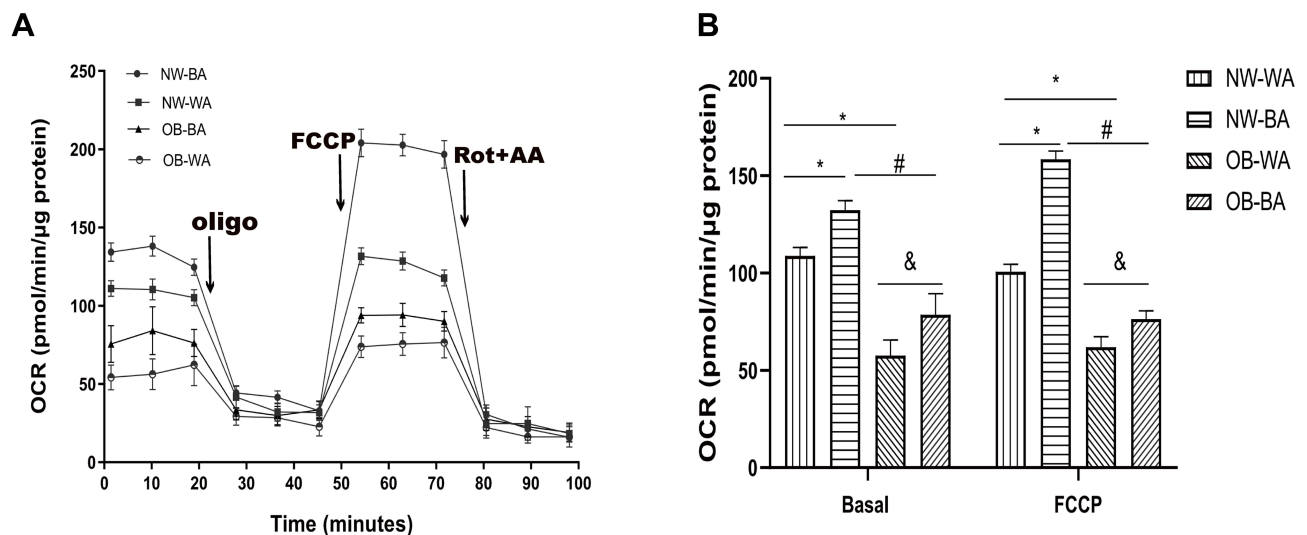 A
OCR (pmol/min/µg protein)
250
200
150
100
50
0
NW-BA
NW-WA
OB-BA
OB-WA
oligo
FCCP
Rot+AA
0 10 20 30 40 50 60 70 80 90 100
Time (minutes)
B
OCR (pmol/min/µg protein)
200
150
100
50
0
*
*
#
&
*
*
#
&
Basal FCCP
NW-WA
NW-BA
OB-WA
OB-BA